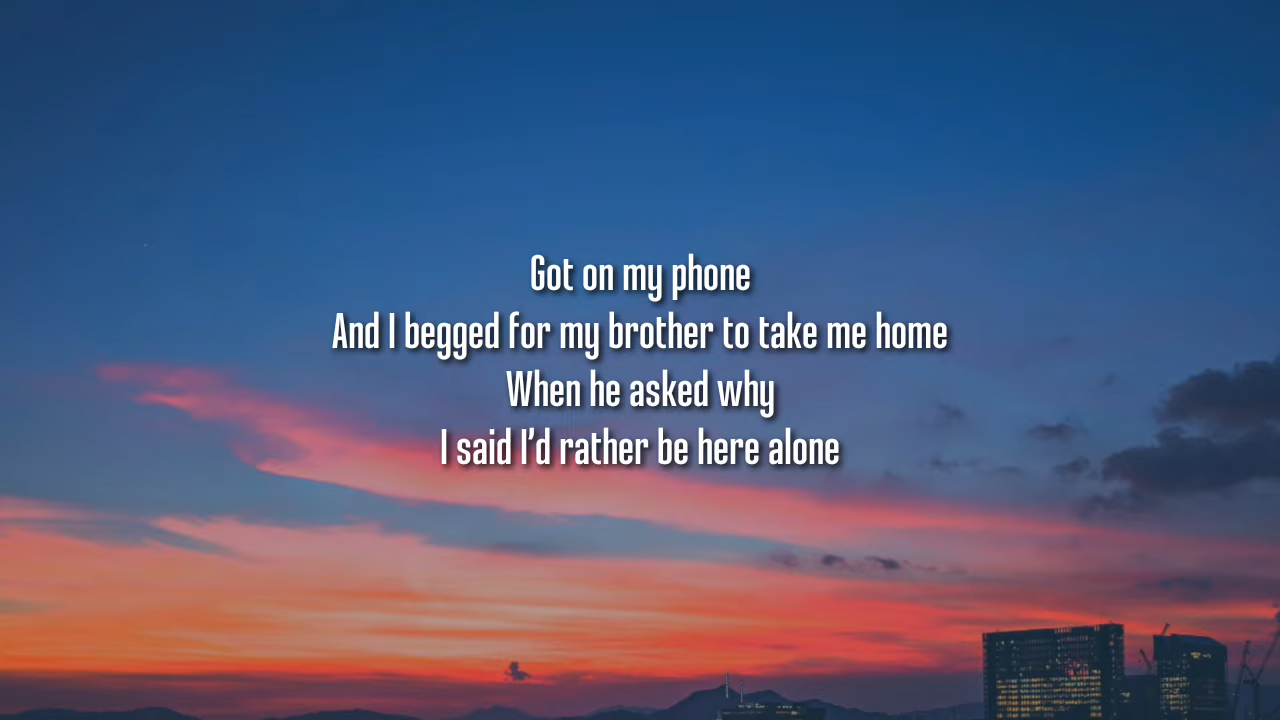 Got on my phone
And I begged for my brother to take me home
When he asked why
I said I'd rather be here alone